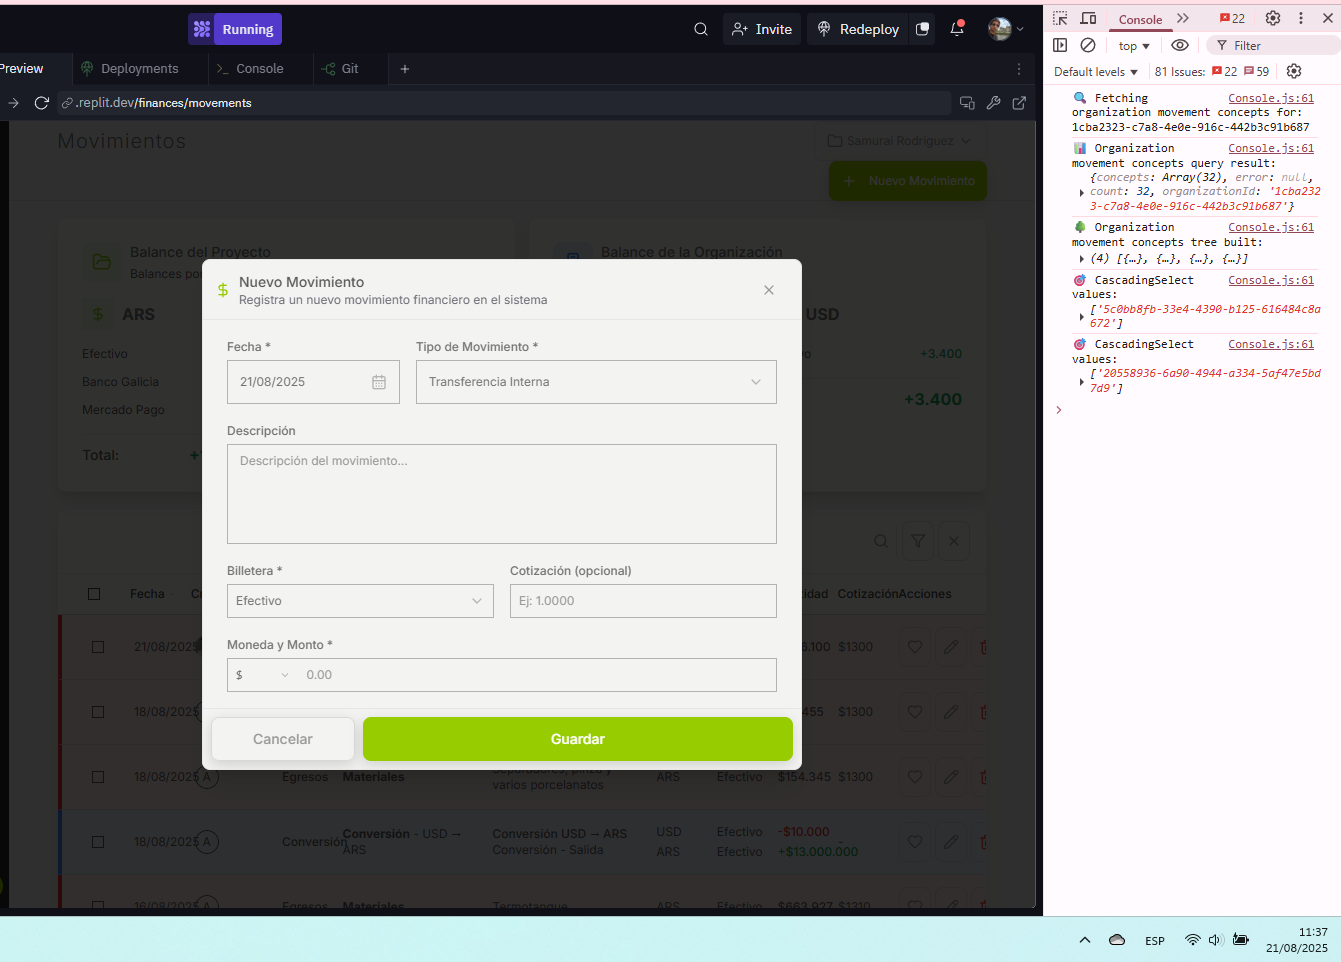 Running
Invite
Redeploy
Preview
Deployments
Console
Git
.replit.dev/finances/movements
Movimientos
Samurai Rodriguez
Nuevo Movimiento
Balance del Proyecto
Balances por
ARS
Efectivo
Banco Galicia
Mercado Pago
Total:
Balance de la Organización
USD
+3.400
+3.400
Nuevo Movimiento
Registra un nuevo movimiento financiero en el sistema
Fecha *
Tipo de Movimiento *
21/08/2025
Transferencia Interna
Descripción
Descripción del movimiento...
Billetera *
Cotización (opcional)
Efectivo
Ej: 1.0000
Moneda y Monto *
$
0.00
Cancelar
Guardar
Fecha
Cotización
Acciones
21/08/2025
$1300
18/08/2025
$1300
18/08/2025
A
Egresos
Materiales
varios porcelanatos
ARS
Efectivo
$154.345
$1300
18/08/2025
A
Conversión
Conversión - USD →
ARS
Conversión USD → ARS
Conversión - Salida
USD
ARS
Efectivo
Efectivo
-$10.000
+$13.000.000
-
16/08/2025
A
Egresos
Materiales
Termotanque
ARS
Efectivo
$663.927
$1310
Console
22
top
Filter
Default levels
81 Issues:
22
59
Fetching
Console.js:61
organization movement concepts for:
1cba2323-c7a8-4e0e-916c-442b3c91b687
Organization
Console.js:61
movement concepts query result:
{concepts: Array(32), error: null,
count: 32, organizationId: '1cba232
3-c7a8-4e0e-916c-442b3c91b687'}
Organization
Console.js:61
movement concepts tree built:
(4) [{…}, {…}, {…}, {…}]
CascadingSelect
Console.js:61
values:
['5c0bb8fb-33e4-4390-b125-616484c8a
672']
CascadingSelect
Console.js:61
values:
['20558936-6a90-4944-a334-5af47e5bd
7d9']
ESP
11:37
21/08/2025